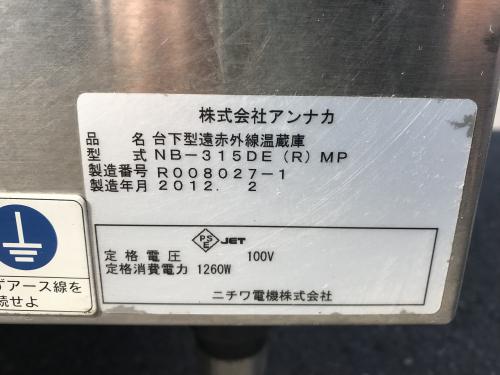 株式会社アンナカ
品名 台下型遠赤外線温蔵庫
型式 NB-315DE(R)MP
製造番号 R008027-1
製造年月 2012. 2
PSE JET
定格電圧 100V
定格消費電力 1260W
ニチワ電機株式会社
ずアース線を
続せよ